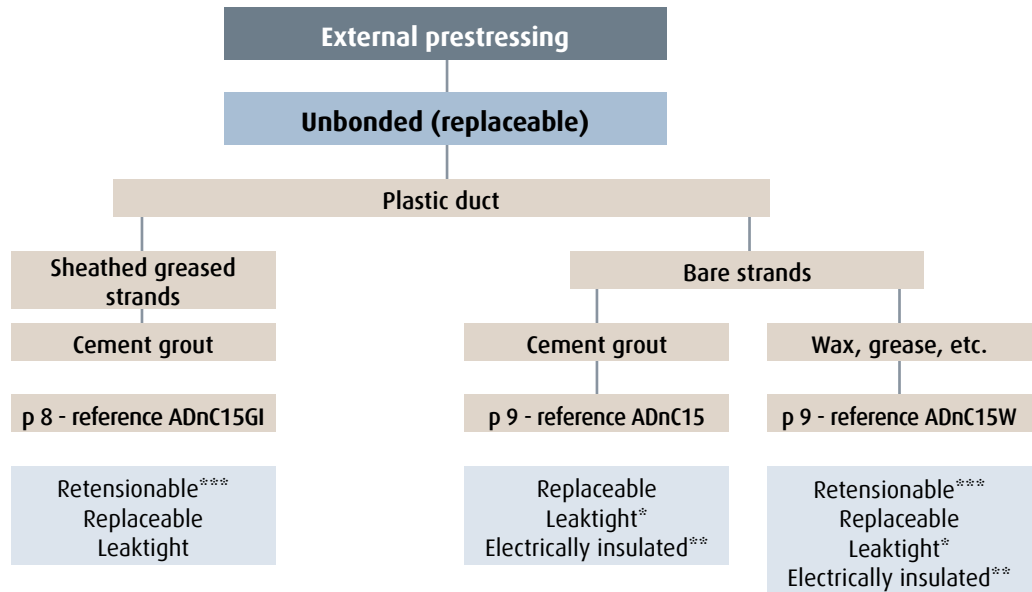 External prestressing
Unbonded (replaceable)
Plastic duct
Sheathed greased
strands
Bare strands
Cement grout
Cement grout
Wax, grease, etc.
p 8 - reference ADnC15GI
p 9 - reference ADnC15
p 9 - reference ADnC15W
Retensionable***
Replaceable
Leaktight
Replaceable
Leaktight*
Electrically insulated**
Retensionable***
Replaceable
Leaktight*
Electrically insulated**